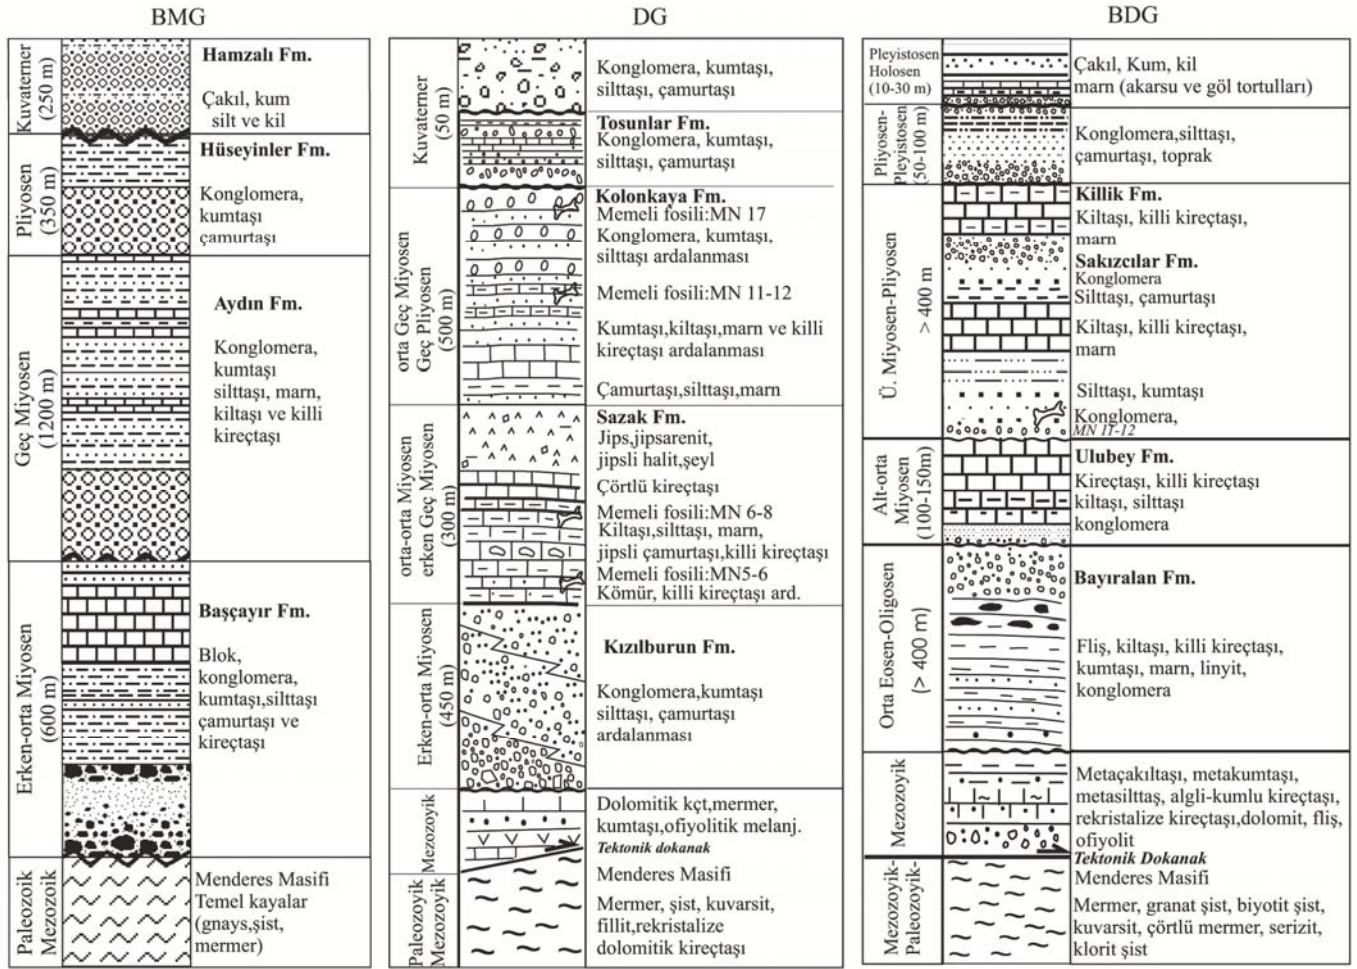 BMG
Kuvaterner
(250 m)
Hamzalı Fm.
Çakıl, kum
silt ve kil
Pliyosen
(350 m)
Hüseyinler Fm.
Konglomera,
kumtaşı
çamurtaşı
Geç Miyosen
(1200 m)
Aydın Fm.
Konglomera,
kumtaşı
silttaşı, marn,
kiltaşı ve killi
kireçtaşı
Erken-orta Miyosen
(600 m)
Başçayır Fm.
Blok,
konglomera,
kumtaşı,silttaşı
çamurtaşı ve
kireçtaşı
Paleozoik
Mezozoik
Menderes Masifi
Temel kayalar
(gnays,şist,
mermer)
DG
Kuvaterner
(50 m)
Konglomera, kumtaşı,
silttaşı, çamurtaşı
Tosunlar Fm.
Konglomera, kumtaşı,
silttaşı, çamurtaşı
orta Geç Miyosen
Geç Pliyosen
(500 m)
Kolonkaya Fm.
Memeli fosili:MN 17
Konglomera, kumtaşı,
silttaşı ardalanması
Memeli fosili:MN 11-12
Kumtaşı,kiltaşı,marn ve killi
kireçtaşı ardalanması
Çamurtaşı,silttaşı,marn
orta-orta Miyosen
erken Geç Miyosen
(300 m)
Sazak Fm.
Jips,jipsarenit,
jipsli halit,şeyl
Çörtlü kireçtaşı
Memeli fosili:MN 6-8
Kiltaşı,silttaşı, marn,
jipsli çamurtaşı,killi kireçtaşı
Memeli fosili:MN5-6
Kömür, killi kireçtaşı ard.
Erken-orta Miyosen
(450 m)
Kızılburun Fm.
Konglomera,kumtaşı
silttaşı, çamurtaşı
ardalanması
Mezozoyik
Dolomitik kçt,mermer,
kumtaşı,ofiyolitik melanj.
Tektonik dokanak
Paleozoyik
Mezozoyik
Menderes Masifi
Mermer, şist, kuvarsit,
fillit,rekristalize
dolomitik kireçtaşı
BDG
Pleyistosen
Holosen
(10-30 m)
Çakıl, Kum, kil
marn (akarsu ve göl tortulları)
Pliyosen-
Pleyistosen
(50-100 m)
Konglomera,silttaşı,
çamurtaşı, toprak
Ü. Miyosen-Pliyosen
> 400 m
Killik Fm.
Kiltaşı, killi kireçtaşı,
marn
Sakızcılar Fm.
Konglomera
Silttaşı, çamurtaşı
Kiltaşı, killi kireçtaşı,
marn
Silttaşı, kumtaşı
Konglomera,
MN 11-12
Alt-orta
Miyosen
(100-150m)
Ulubey Fm.
Kireçtaşı, killi kireçtaşı
kiltaşı, silttaşı
konglomera
Orta Eosen-Oligosen
(> 400 m)
Bayıralan Fm.
Fliş, kiltaşı, killi kireçtaşı,
kumtaşı, marn, linyit,
konglomera
Mezozoyik
Metaçakıltaşı, metakumtaşı,
metasilttaş, algli-kumlu kireçtaşı,
rekristalize kireçtaşı,dolomit, fliş,
ofiyolit
Tektonik Dokanak
Mezozoyik-
Paleozoyik-
Menderes Masifi
Mermer, granat şist, biyotit şist,
kuvarsit, çörtlü mermer, serizit,
klorit şist